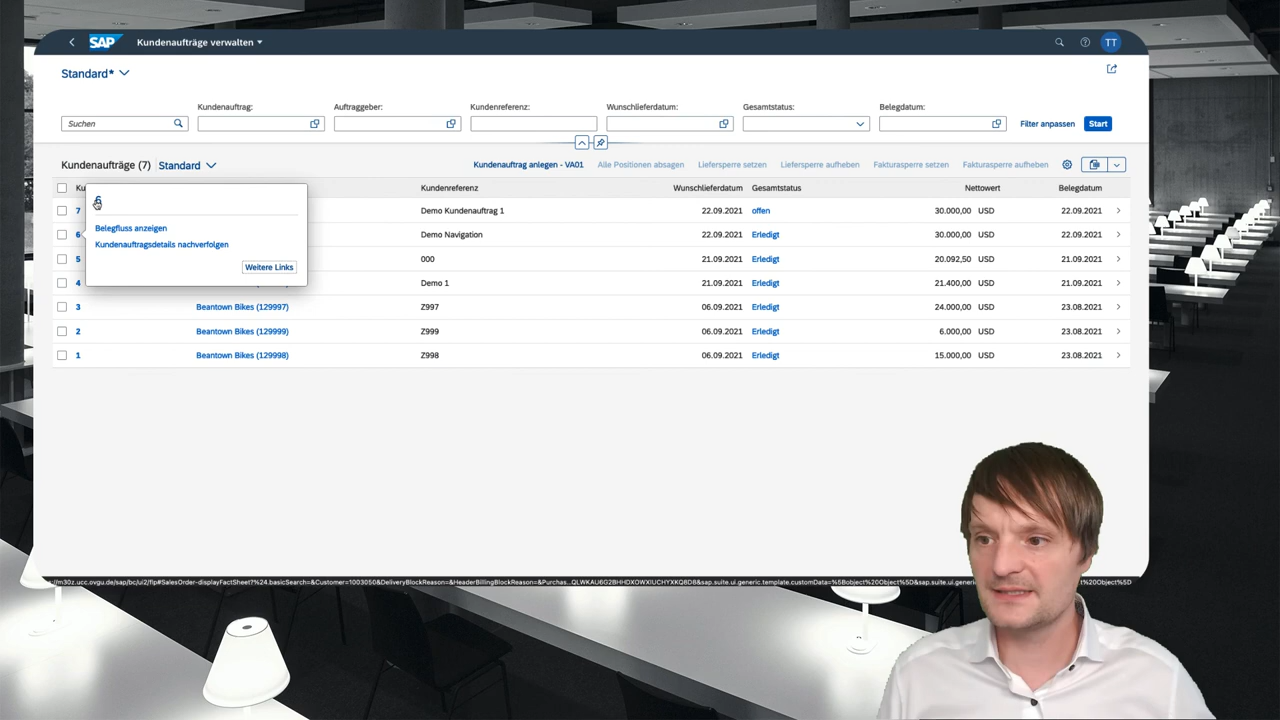 SAP Kundenaufträge verwalten TT
Standard*
Kundenauftrag: Auftraggeber: Kundenreferenz: Wunschlieferdatum: Gesamtstatus: Belegdatum:
Suchen Filter anpassen Start
Kundenaufträge (7) Standard Kundenauftrag anlegen - VA01 Alle Positionen absagen Liefersperre setzen Liefersperre aufheben Fakturasperre setzen Fakturasperre aufheben
Ku Kundenreferenz Wunschlieferdatum Gesamtstatus Nettowert Belegdatum
6
Belegfluss anzeigen
Kundenauftragsdetails nachverfolgen
Weitere Links
7 Demo Kundenauftrag 1 22.09.2021 offen 30.000,00 USD 22.09.2021
6 Demo Navigation 22.09.2021 Erledigt 30.000,00 USD 22.09.2021
5 000 21.09.2021 Erledigt 20.092,50 USD 21.09.2021
4 Demo 1 21.09.2021 Erledigt 21.400,00 USD 21.09.2021
3 Beantown Bikes (129997) Z997 06.09.2021 Erledigt 24.000,00 USD 23.08.2021
2 Beantown Bikes (129999) Z999 06.09.2021 Erledigt 6.000,00 USD 23.08.2021
1 Beantown Bikes (129998) Z998 06.09.2021 Erledigt 15.000,00 USD 23.08.2021